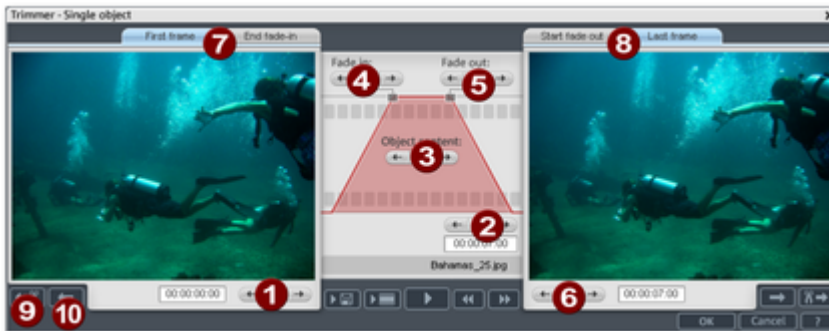 Trimmer - Single object
First frame 7 End fade-in
Start fade out 8 Last frame
Fade in:
Fade out:
4
5
Object content:
3
2
00:00:07:00
Bahamas_25.jpg
00:00:00:00
1
6
00:00:07:00
9
10
OK
Cancel
?